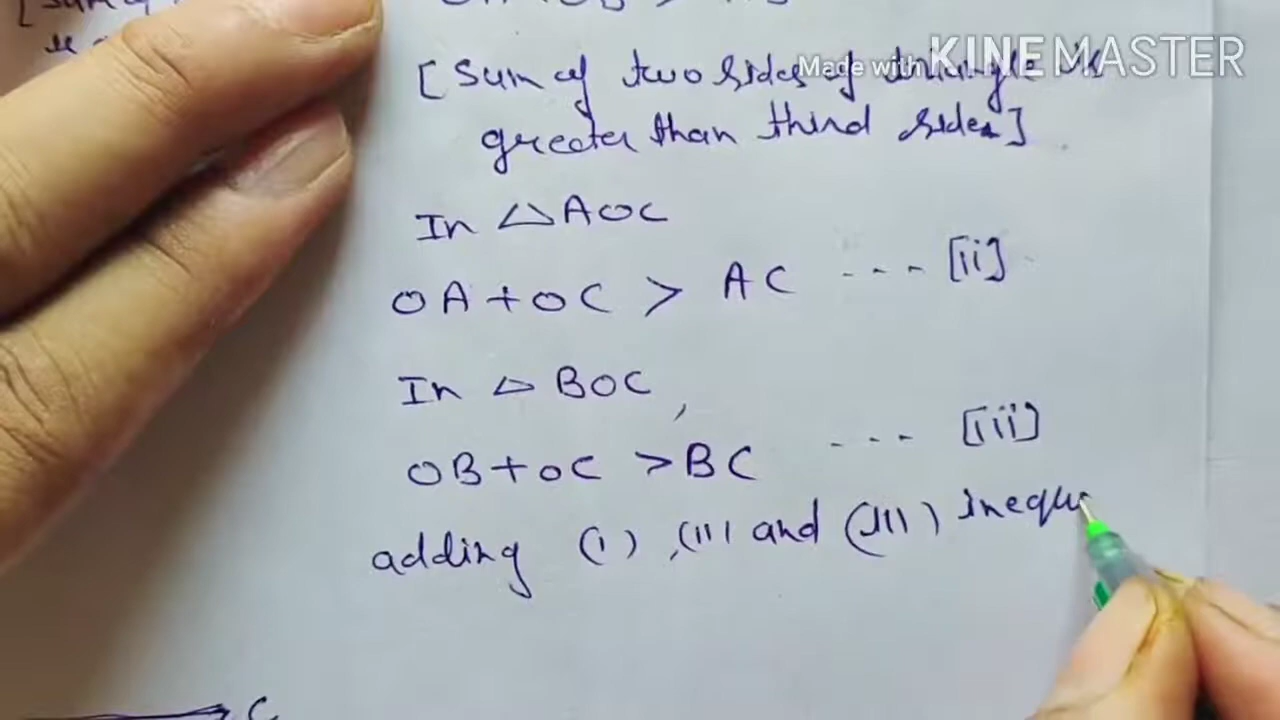 [Sum of two sides of triangle is
Made with KINEMASTER
greater than third sides]
In △AOC
OA+OC > AC --- [ii]
In △BOC,
OB+OC >BC --- [iii]
adding (I), (II) and (III) inequ
C